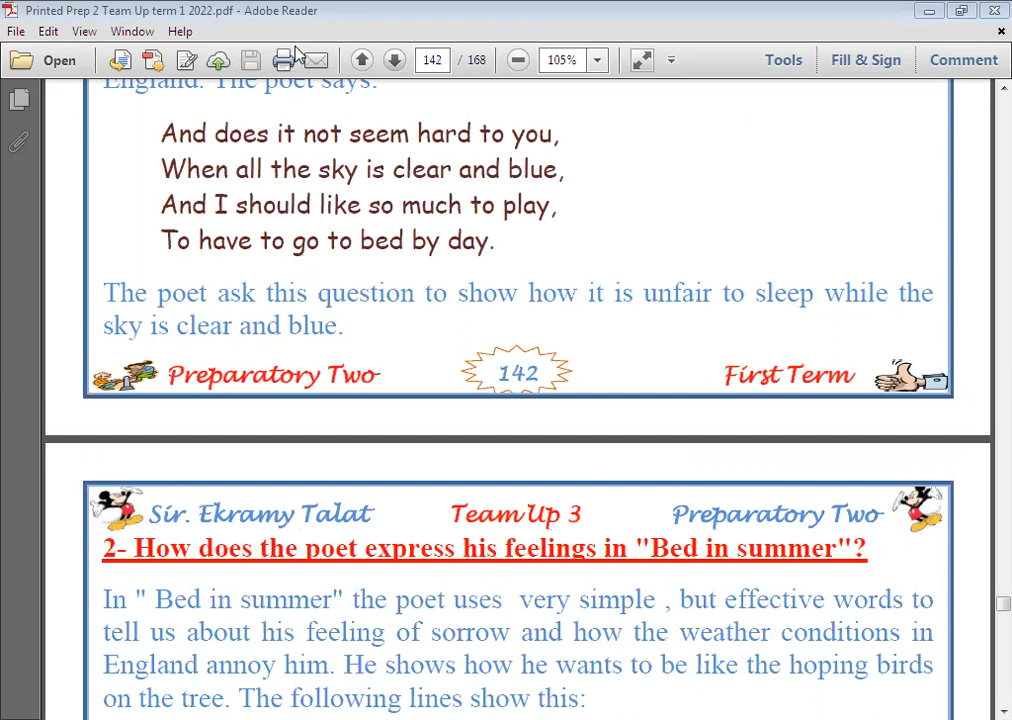 Printed Prep 2 Team Up term 1 2022.pdf - Adobe Reader
File Edit View Window Help
Open 142 / 168 105% Tools Fill & Sign Comment
England. The poet says:
And does it not seem hard to you,
When all the sky is clear and blue,
And I should like so much to play,
To have to go to bed by day.
The poet ask this question to show how it is unfair to sleep while the
sky is clear and blue.
Preparatory Two 142 First Term
Sir. Ekramy Talat Team Up 3 Preparatory Two
2- How does the poet express his feelings in "Bed in summer"?
In " Bed in summer" the poet uses very simple , but effective words to
tell us about his feeling of sorrow and how the weather conditions in
England annoy him. He shows how he wants to be like the hoping birds
on the tree. The following lines show this: